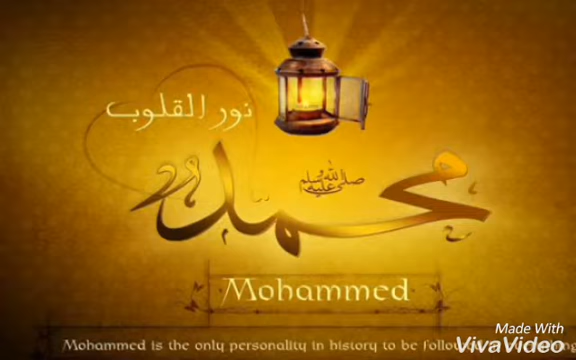 نور القلوب
محمد
صلى الله عليه وسلم
Mohammed
Mohammed is the only personality in history to be
Made With
VivaVideo